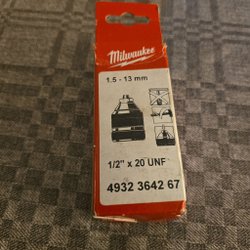 Milwaukee
1.5 - 13 mm
1/2" x 20 UNF
4932 3642 67